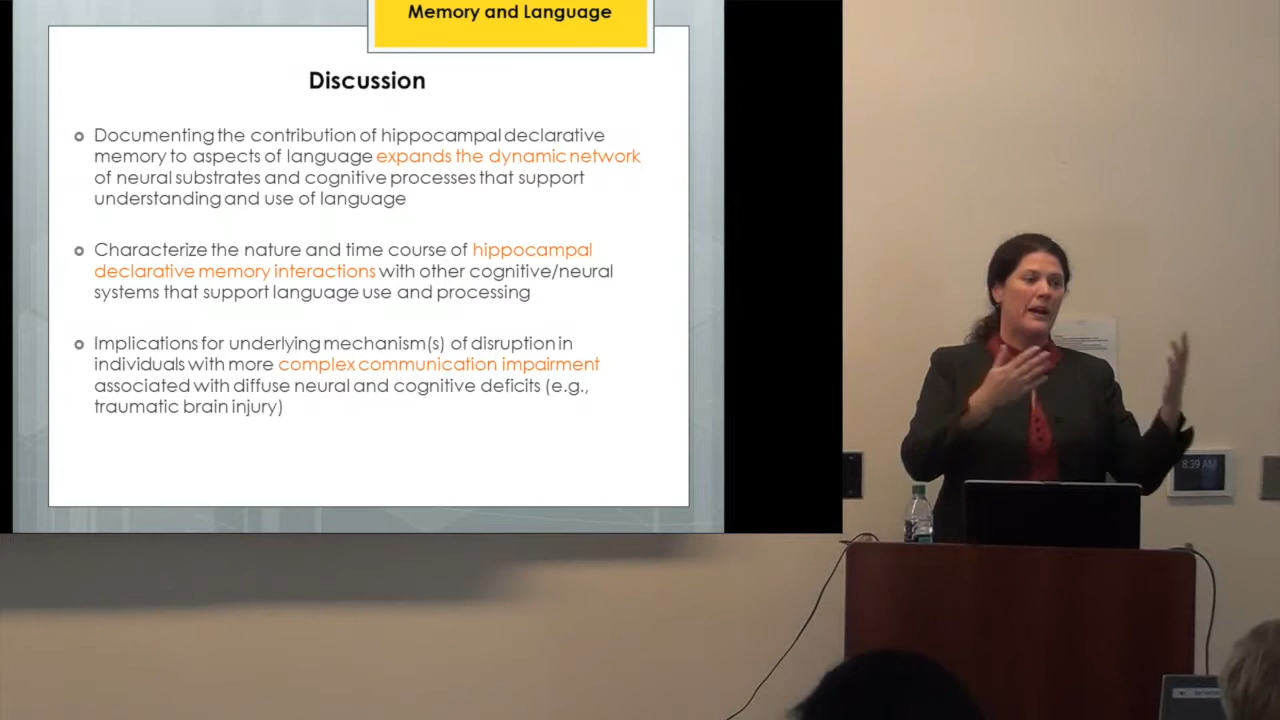 Memory and Language
Discussion
Documenting the contribution of hippocampal declarative
memory to aspects of language expands the dynamic network
of neural substrates and cognitive processes that support
understanding and use of language
Characterize the nature and time course of hippocampal
declarative memory interactions with other cognitive/neural
systems that support language use and processing
Implications for underlying mechanism(s) of disruption in
individuals with more complex communication impairment
associated with diffuse neural and cognitive deficits (e.g.,
traumatic brain injury)
8:39 AM